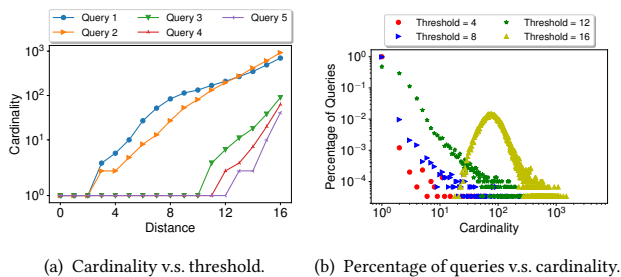 Query 1 Query 3 Query 5
Query 2 Query 4
10³
10²
10¹
10⁰
Cardinality
0 4 8 12 16
Distance
(a) Cardinality v.s. threshold.
Threshold = 4 Threshold = 12
Threshold = 8 Threshold = 16
10⁰
10⁻¹
10⁻²
10⁻³
10⁻⁴
Percentage of Queries
10⁰ 10¹ 10² 10³
Cardinality
(b) Percentage of queries v.s. cardinality.